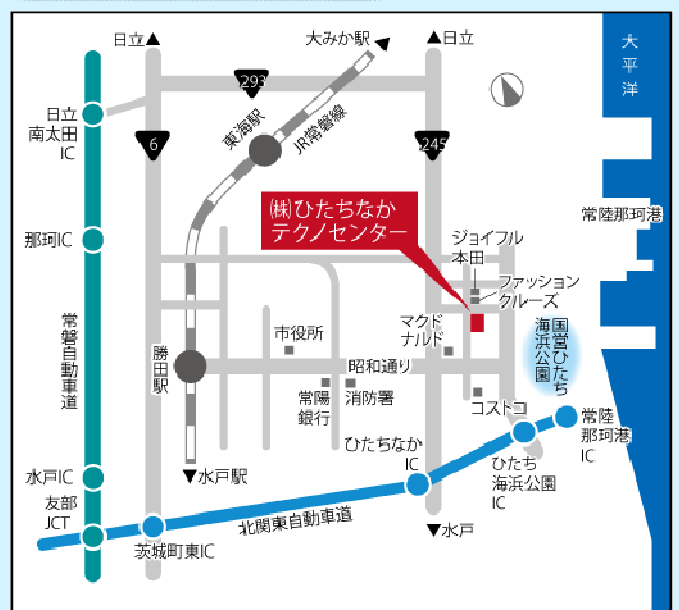 日立▲
大みか駅
▲日立
大
平
洋
293
日立
南太田
IC
6
東海駅
JR常磐線
245
㈱ひたちなか
テクノセンター
常陸那珂港
那珂IC
ジョイフル
本田
ファッション
クルーズ
常磐自動車道
勝田駅
市役所
マクド
ナルド
国営ひたち
海浜公園
昭和通り
常陽
銀行
消防署
コストコ
常陸
那珂港
IC
ひたちなか
IC
ひたち
海浜公園
IC
水戸IC
▼水戸駅
友部
JCT
北関東自動車道
▼水戸
茨城町東IC